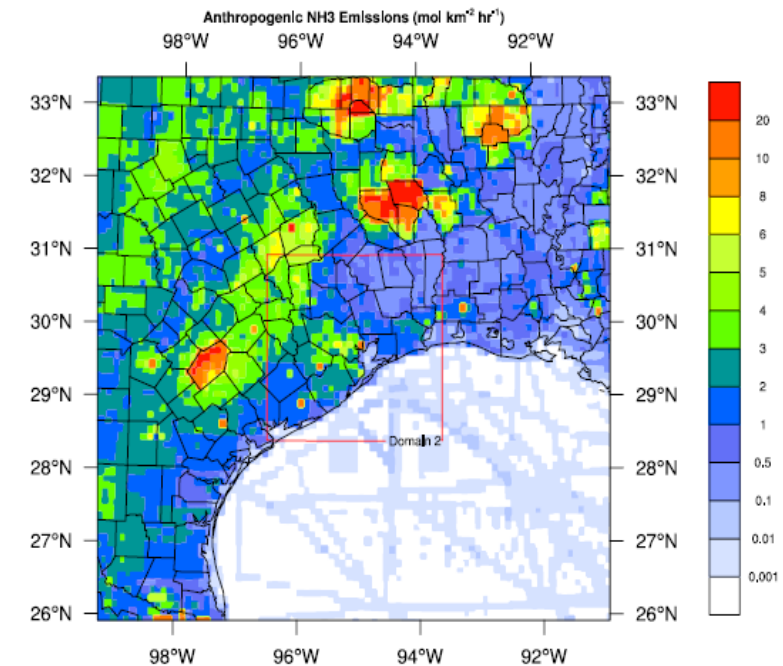 Anthropogenic NH3 Emissions (mol km⁻² hr⁻¹)
98°W 96°W 94°W 92°W
33°N 33°N
32°N 32°N
31°N 31°N
30°N 30°N
29°N 29°N
28°N 28°N
27°N 27°N
26°N 26°N
98°W 96°W 94°W 92°W
Domain 2
20
10
8
6
5
4
3
2
1
0.5
0.1
0.01
0,001